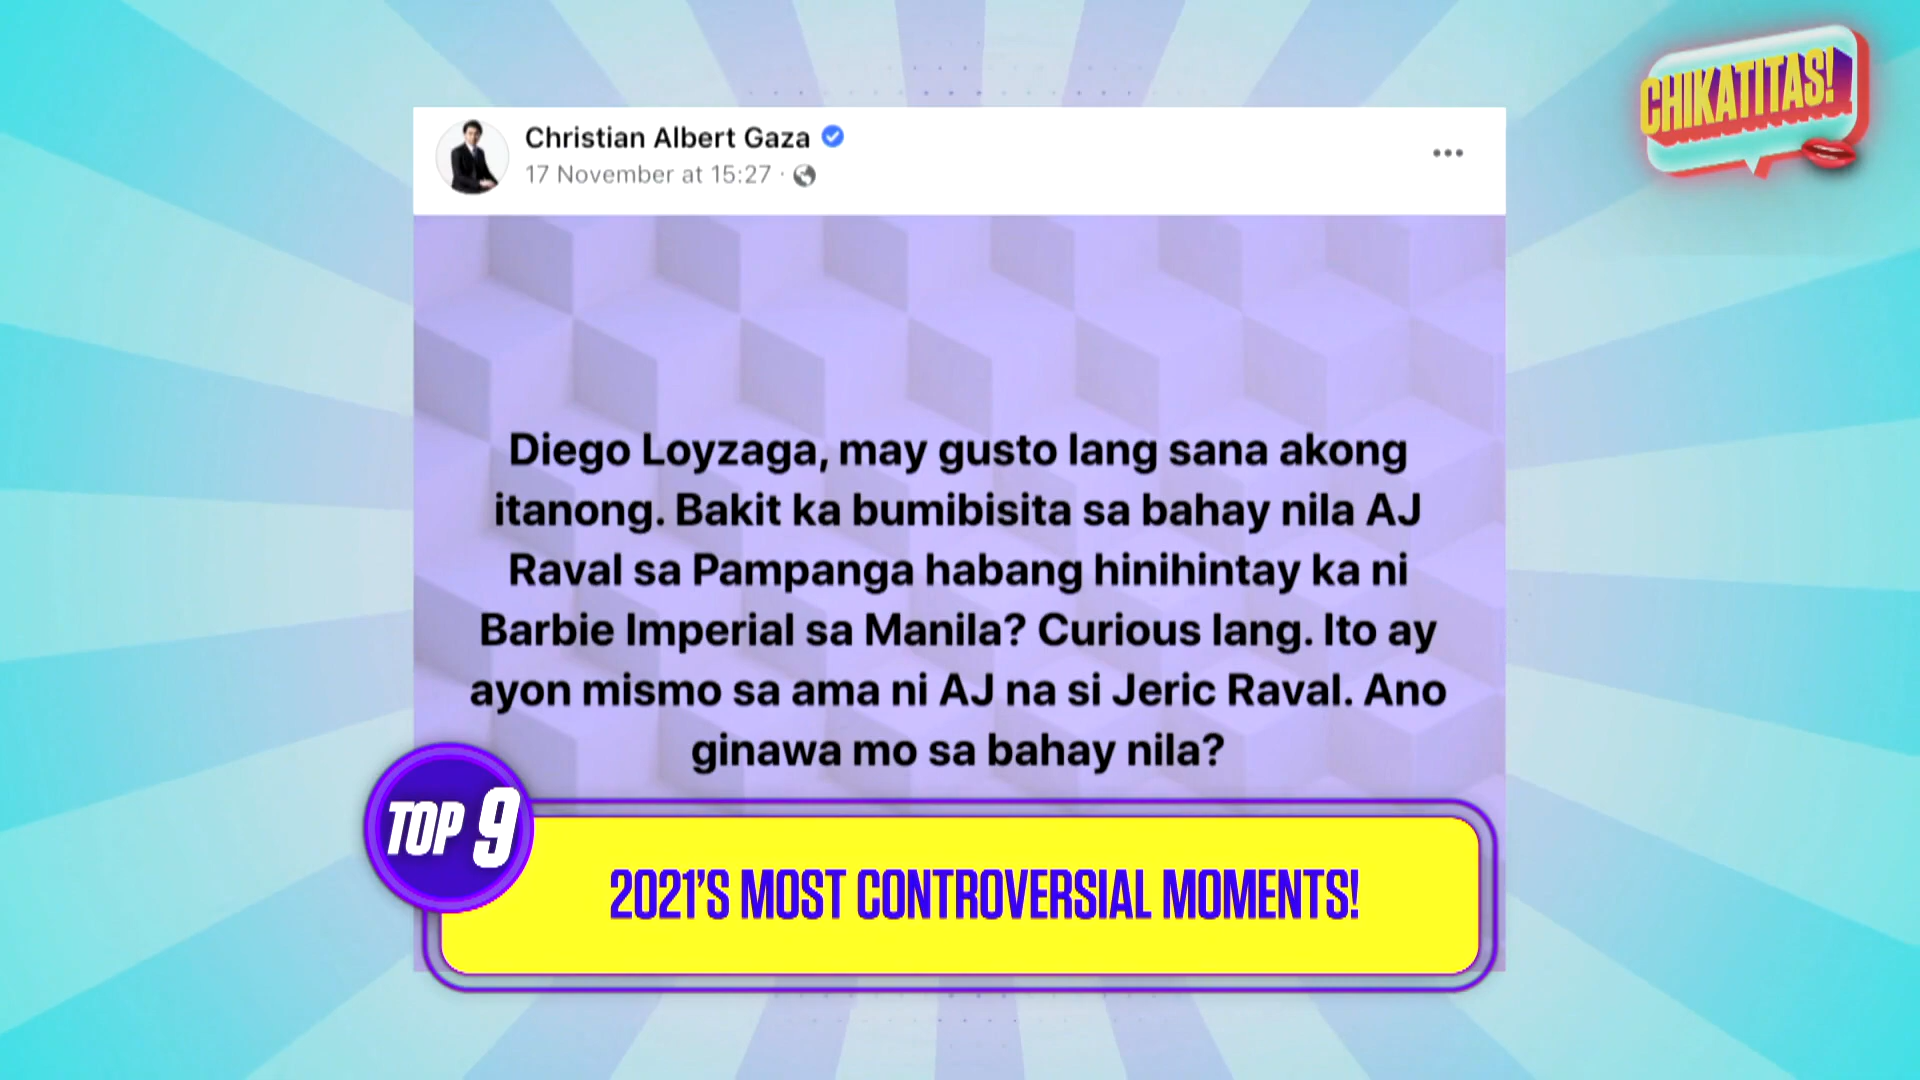 CHIKATITAS!
Christian Albert Gaza
17 November at 15:27 ·
Diego Loyzaga, may gusto lang sana akong
itanong. Bakit ka bumibisita sa bahay nila AJ
Raval sa Pampanga habang hinihintay ka ni
Barbie Imperial sa Manila? Curious lang. Ito ay
ayon mismo sa ama ni AJ na si Jeric Raval. Ano
ginawa mo sa bahay nila?
TOP 9
2021'S MOST CONTROVERSIAL MOMENTS!